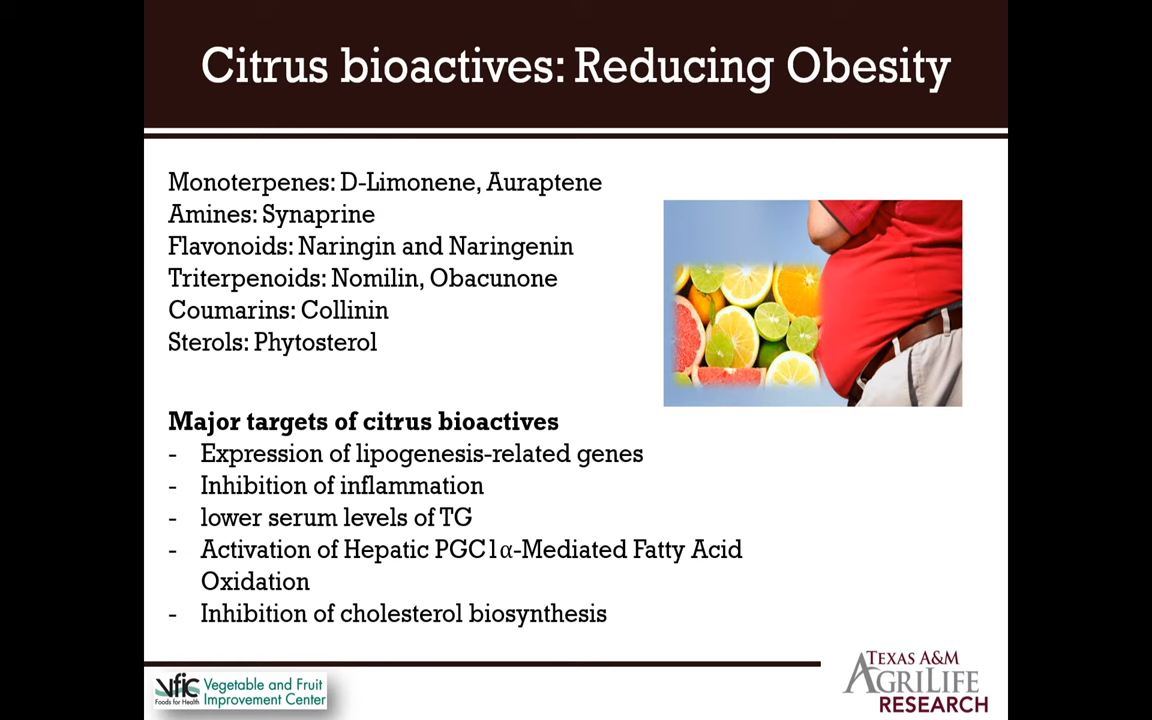 Citrus bioactives: Reducing Obesity
Monoterpenes: D-Limonene, Auraptene
Amines: Synaprine
Flavonoids: Naringin and Naringenin
Triterpenoids: Nomilin, Obacunone
Coumarins: Collinin
Sterols: Phytosterol
Major targets of citrus bioactives
- Expression of lipogenesis-related genes
- Inhibition of inflammation
- lower serum levels of TG
- Activation of Hepatic PGC1α-Mediated Fatty Acid
Oxidation
- Inhibition of cholesterol biosynthesis
vfic
Foods for Health
Vegetable and Fruit
Improvement Center
TEXAS A&M
AGRILIFE
RESEARCH